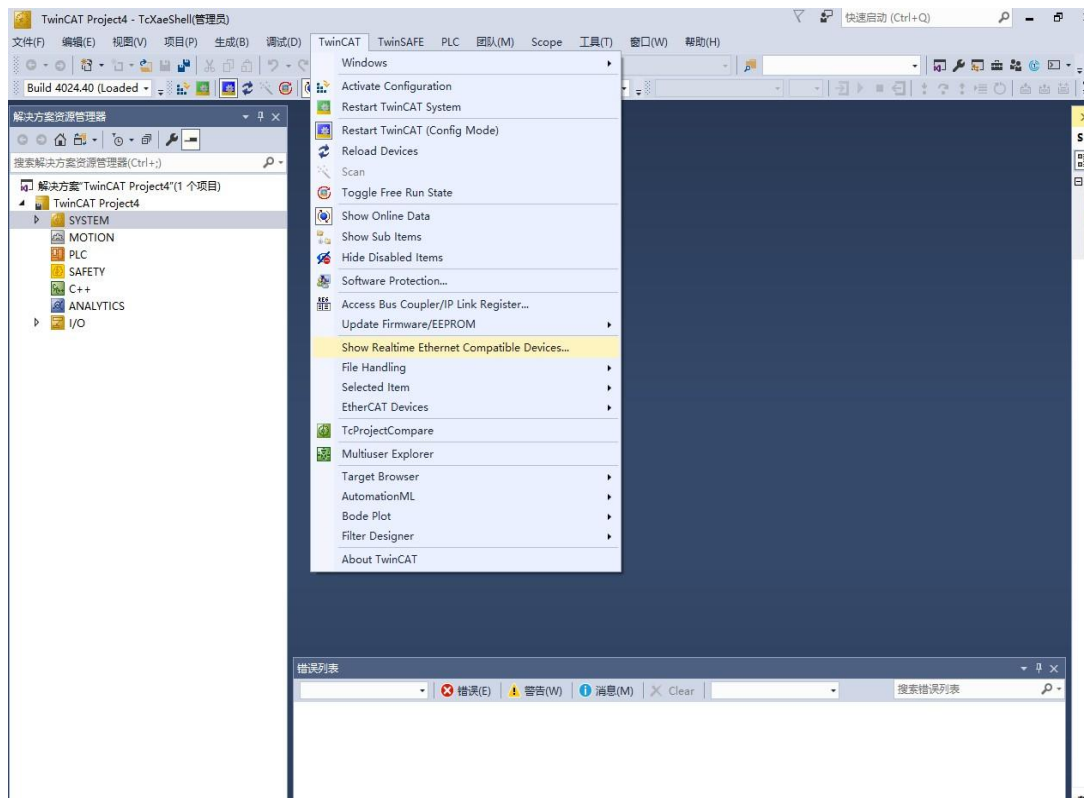 TwinCAT Project4 - TcXaeShell(管理员)
快速启动 (Ctrl+Q)
文件(F) 编辑(E) 视图(V) 项目(P) 生成(B) 调试(D) TwinCAT TwinSAFE PLC 团队(M) Scope 工具(T) 窗口(W) 帮助(H)
Build 4024.40 (Loaded
解决方案资源管理器
搜索解决方案资源管理器(Ctrl+;)
解决方案"TwinCAT Project4"(1 个项目)
TwinCAT Project4
SYSTEM
MOTION
PLC
SAFETY
C++
ANALYTICS
I/O
Windows
Activate Configuration
Restart TwinCAT System
Restart TwinCAT (Config Mode)
Reload Devices
Scan
Toggle Free Run State
Show Online Data
Show Sub Items
Hide Disabled Items
Software Protection...
Access Bus Coupler/IP Link Register...
Update Firmware/EEPROM
Show Realtime Ethernet Compatible Devices...
File Handling
Selected Item
EtherCAT Devices
TcProjectCompare
Multiuser Explorer
Target Browser
AutomationML
Bode Plot
Filter Designer
About TwinCAT
错误列表
错误(E) 警告(W) 消息(M) Clear 搜索错误列表